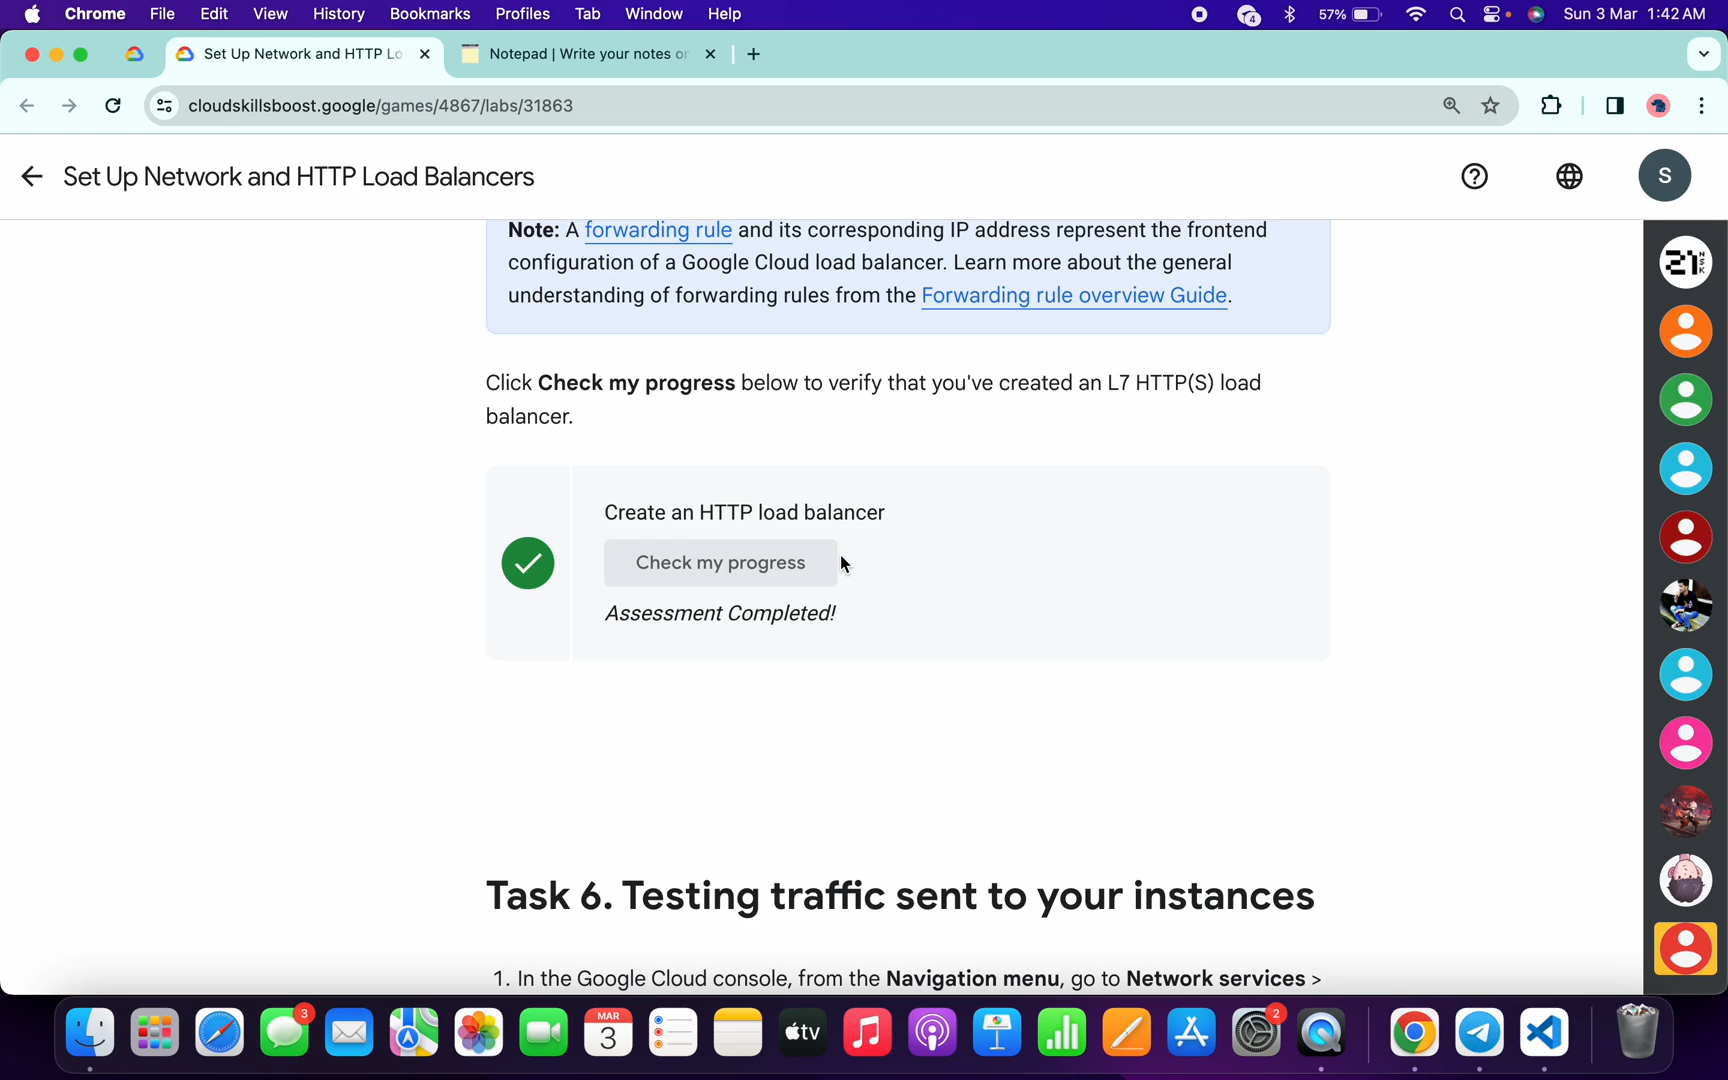 Chrome File Edit View History Bookmarks Profiles Tab Window Help 4 57% Sun 3 Mar 1:42 AM
Set Up Network and HTTP Lo Notepad | Write your notes on
cloudskillsboost.google/games/4867/labs/31863
Set Up Network and HTTP Load Balancers S
Note: A forwarding rule and its corresponding IP address represent the frontend
configuration of a Google Cloud load balancer. Learn more about the general
understanding of forwarding rules from the Forwarding rule overview Guide.
21
NSK
Click Check my progress below to verify that you've created an L7 HTTP(S) load
balancer.
Create an HTTP load balancer
Check my progress
Assessment Completed!
Task 6. Testing traffic sent to your instances
1. In the Google Cloud console, from the Navigation menu, go to Network services >
3
MAR
3
tv
2